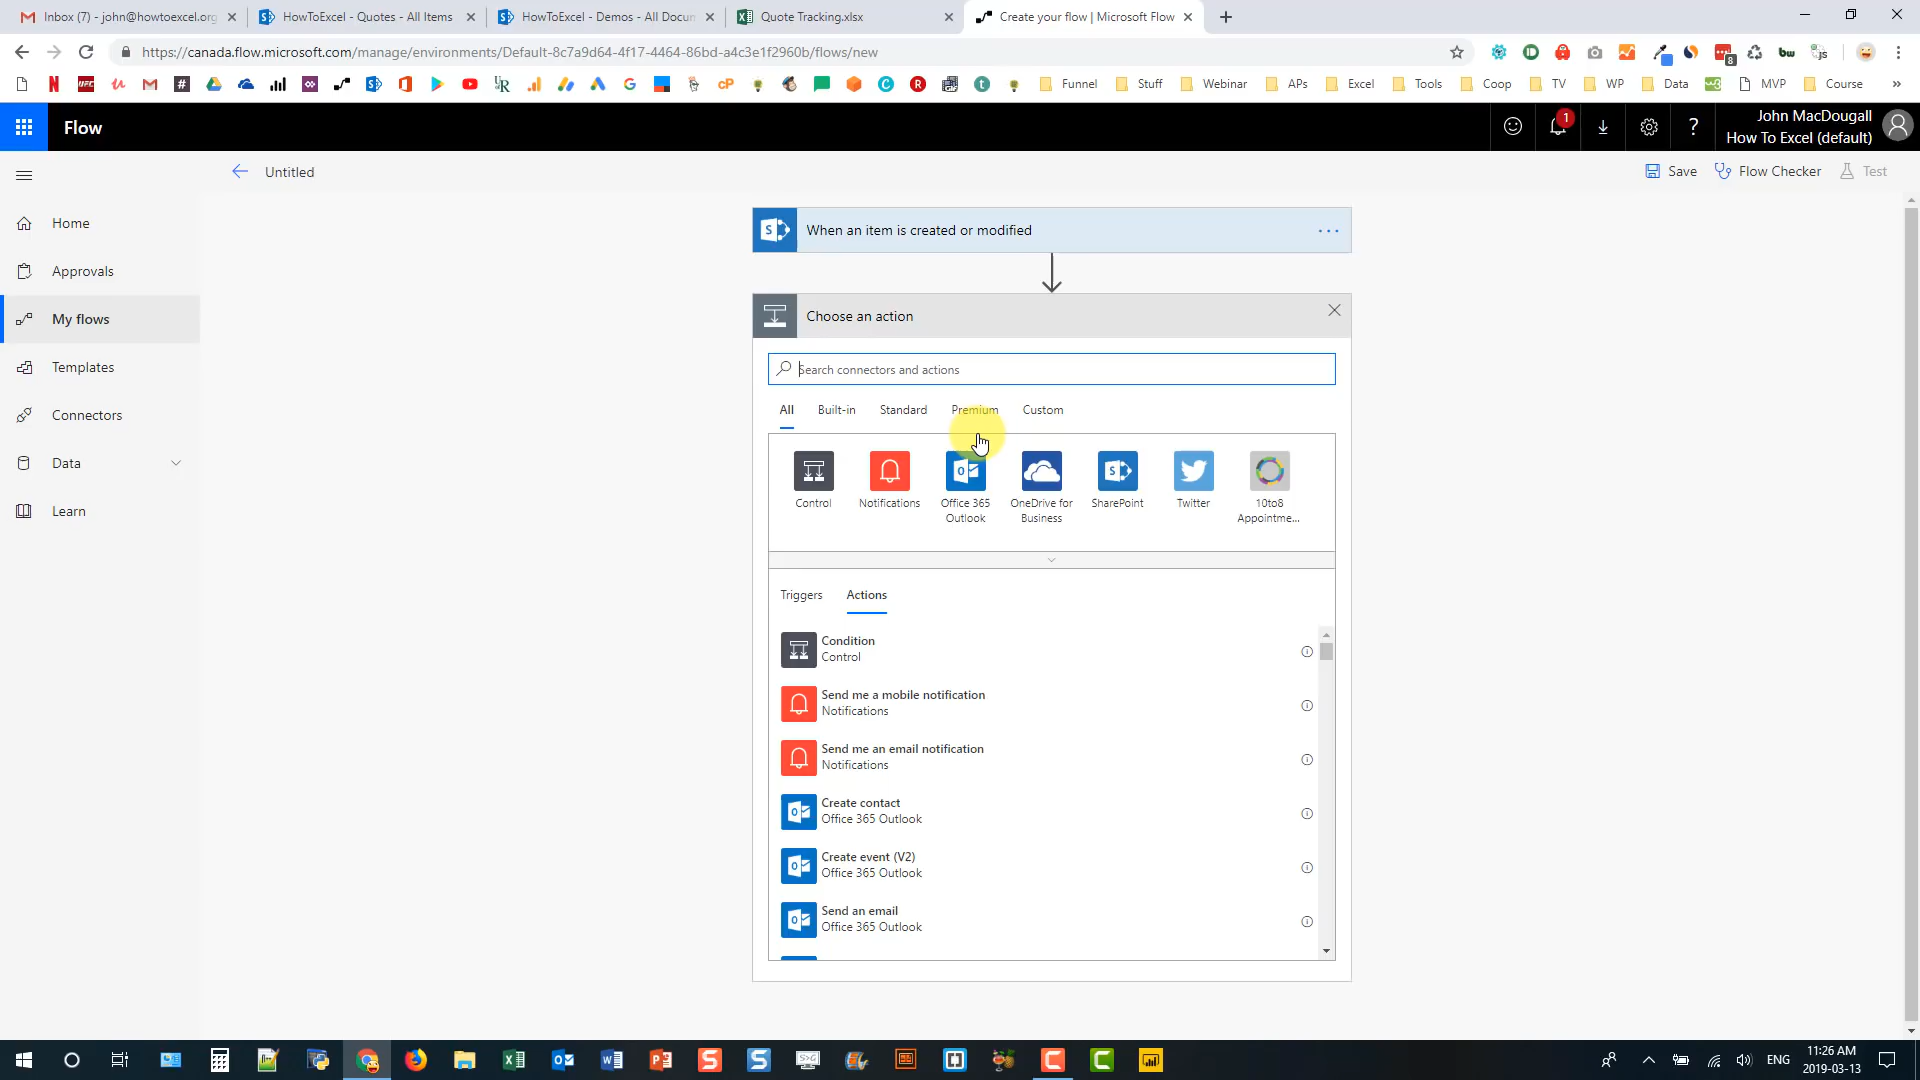 Inbox (7) - john@howtoexcel.org
HowToExcel - Quotes - All Items
HowToExcel - Demos - All Docun
Quote Tracking.xlsx
Create your flow | Microsoft Flow
https://canada.flow.microsoft.com/manage/environments/Default-8c7a9d64-4f17-4464-86bd-a4c3e1f2960b/flows/new
Funnel
Stuff
Webinar
APs
Excel
Tools
Coop
TV
WP
Data
MVP
Course
Flow
1
John MacDougall
How To Excel (default)
Untitled
Save
Flow Checker
Test
Home
Approvals
My flows
Templates
Connectors
Data
Learn
When an item is created or modified
Choose an action
Search connectors and actions
All
Built-in
Standard
Premium
Custom
Control
Notifications
Office 365
Outlook
OneDrive for
Business
SharePoint
Twitter
10to8
Appointme...
Triggers
Actions
Condition
Control
Send me a mobile notification
Notifications
Send me an email notification
Notifications
Create contact
Office 365 Outlook
Create event (V2)
Office 365 Outlook
Send an email
Office 365 Outlook
ENG
11:26 AM
2019-03-13